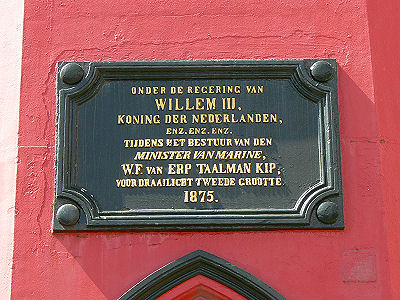 ONDER DE REGERING VAN
WILLEM III,
KONING DER NEDERLANDEN,
ENZ. ENZ. ENZ.
TIJDENS HET BESTUUR VAN DEN
MINISTER VAN MARINE,
W.F. VAN ERP TAALMAN KIP;
VOOR DRAAILICHT TWEEDE GROOTTE.
1875.